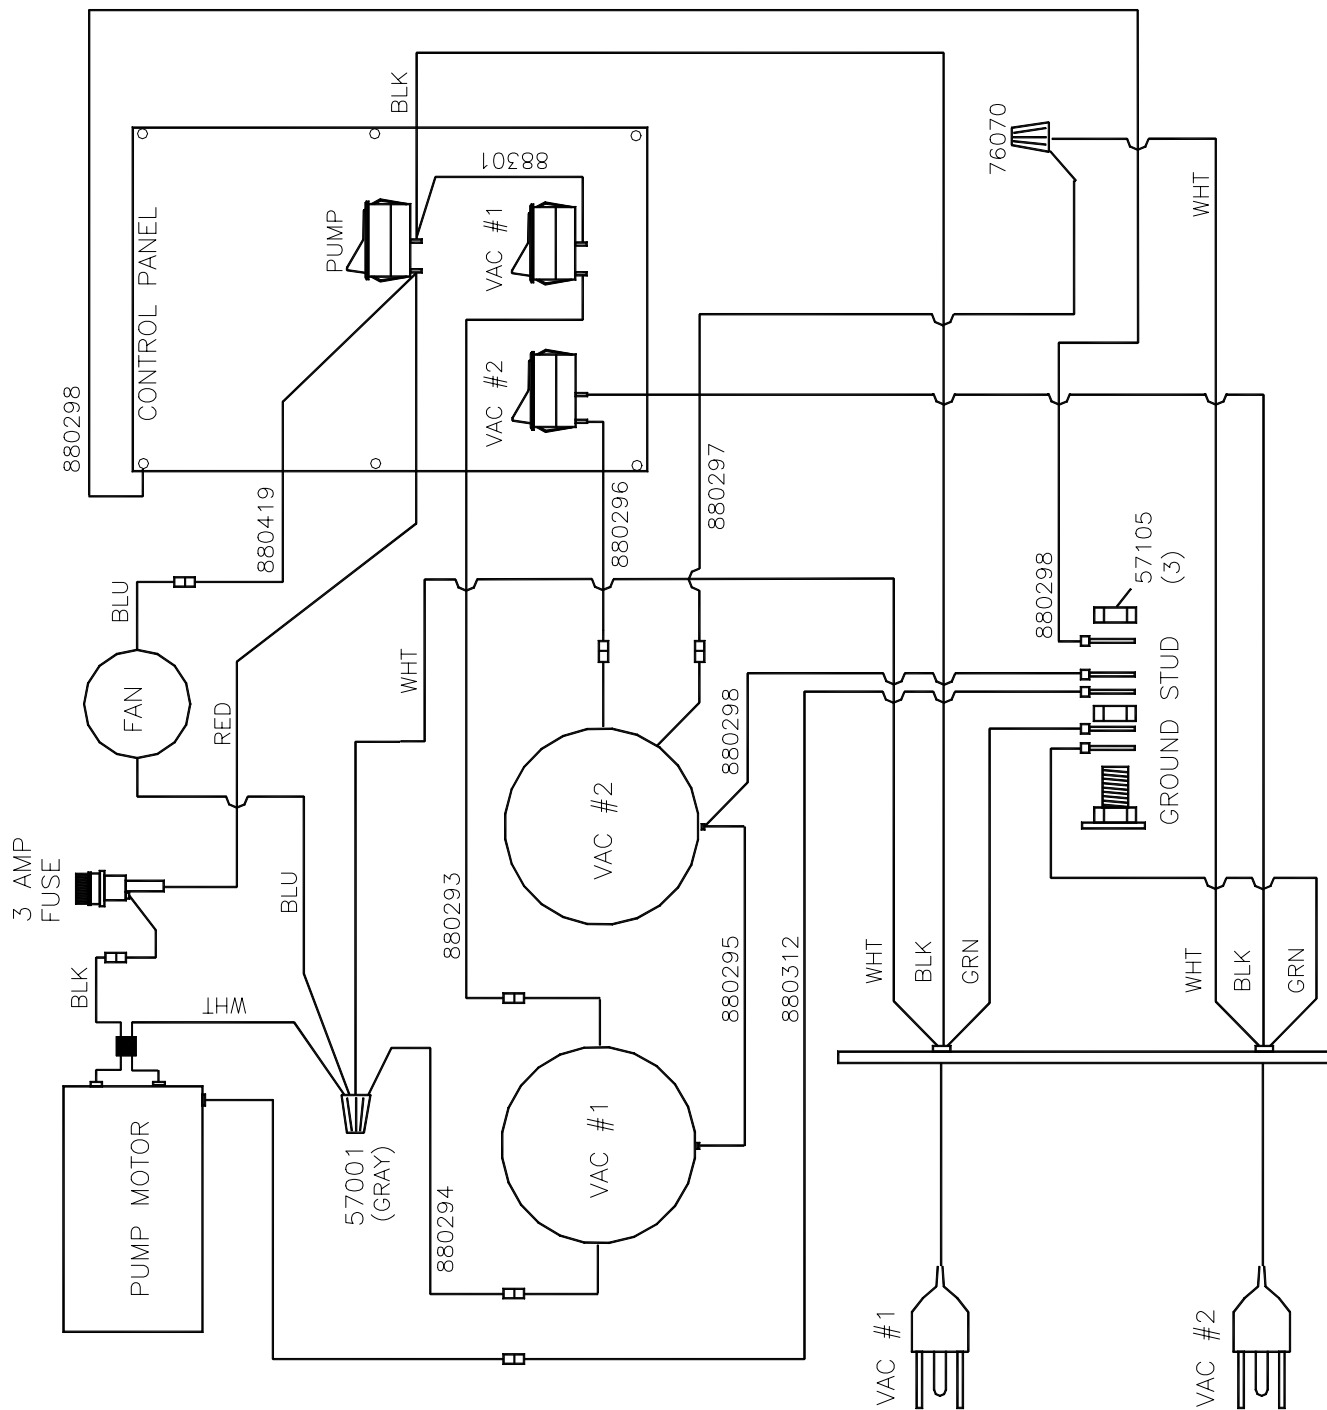 BLK
76070
88301
WHT
PUMP
VAC #1
CONTROL PANEL
VAC #2
880298
880419
880296
880297
57105
(3)
880298
BLU
FAN
RED
WHT
880298
GROUND STUD
VAC #2
3 AMP
FUSE
BLU
880293
880295
880312
WHT
BLK
GRN
WHT
BLK
GRN
BLK
WHT
PUMP MOTOR
57001
(GRAY)
880294
VAC #1
VAC #1
VAC #2